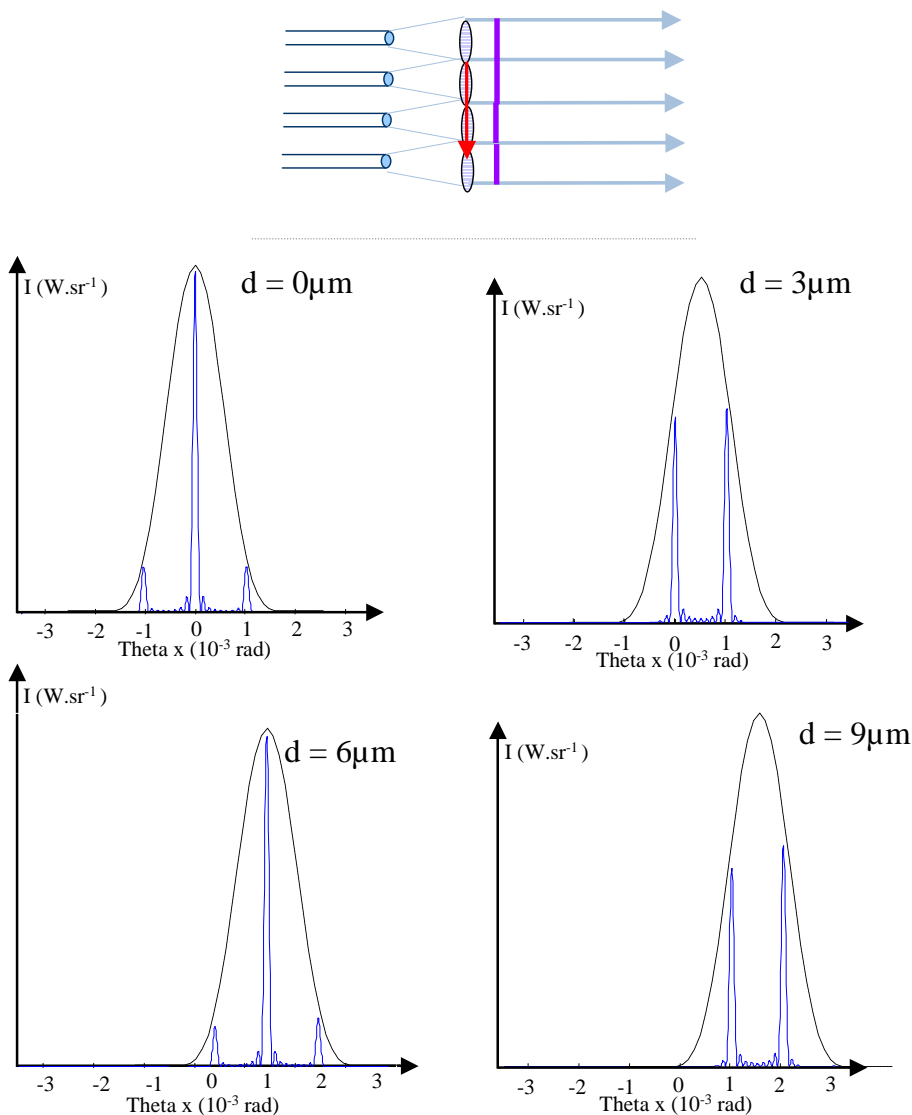 I (W.sr-1)
d = 0µm
-3 -2 -1 0 1 2 3
Theta x (10-3 rad)
I (W.sr-1)
d = 3µm
-3 -2 -1 0 1 2 3
Theta x (10-3 rad)
I (W.sr-1)
d = 6µm
-3 -2 -1 0 1 2 3
Theta x (10-3 rad)
I (W.sr-1)
d = 9µm
-3 -2 -1 0 1 2 3
Theta x (10-3 rad)